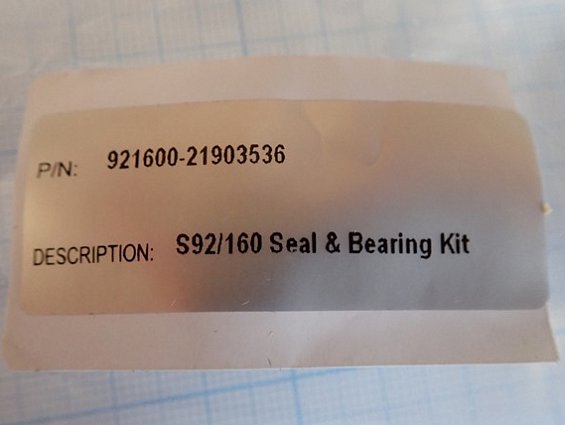 P/N: 921600-21903536
DESCRIPTION: S92/160 Seal & Bearing Kit